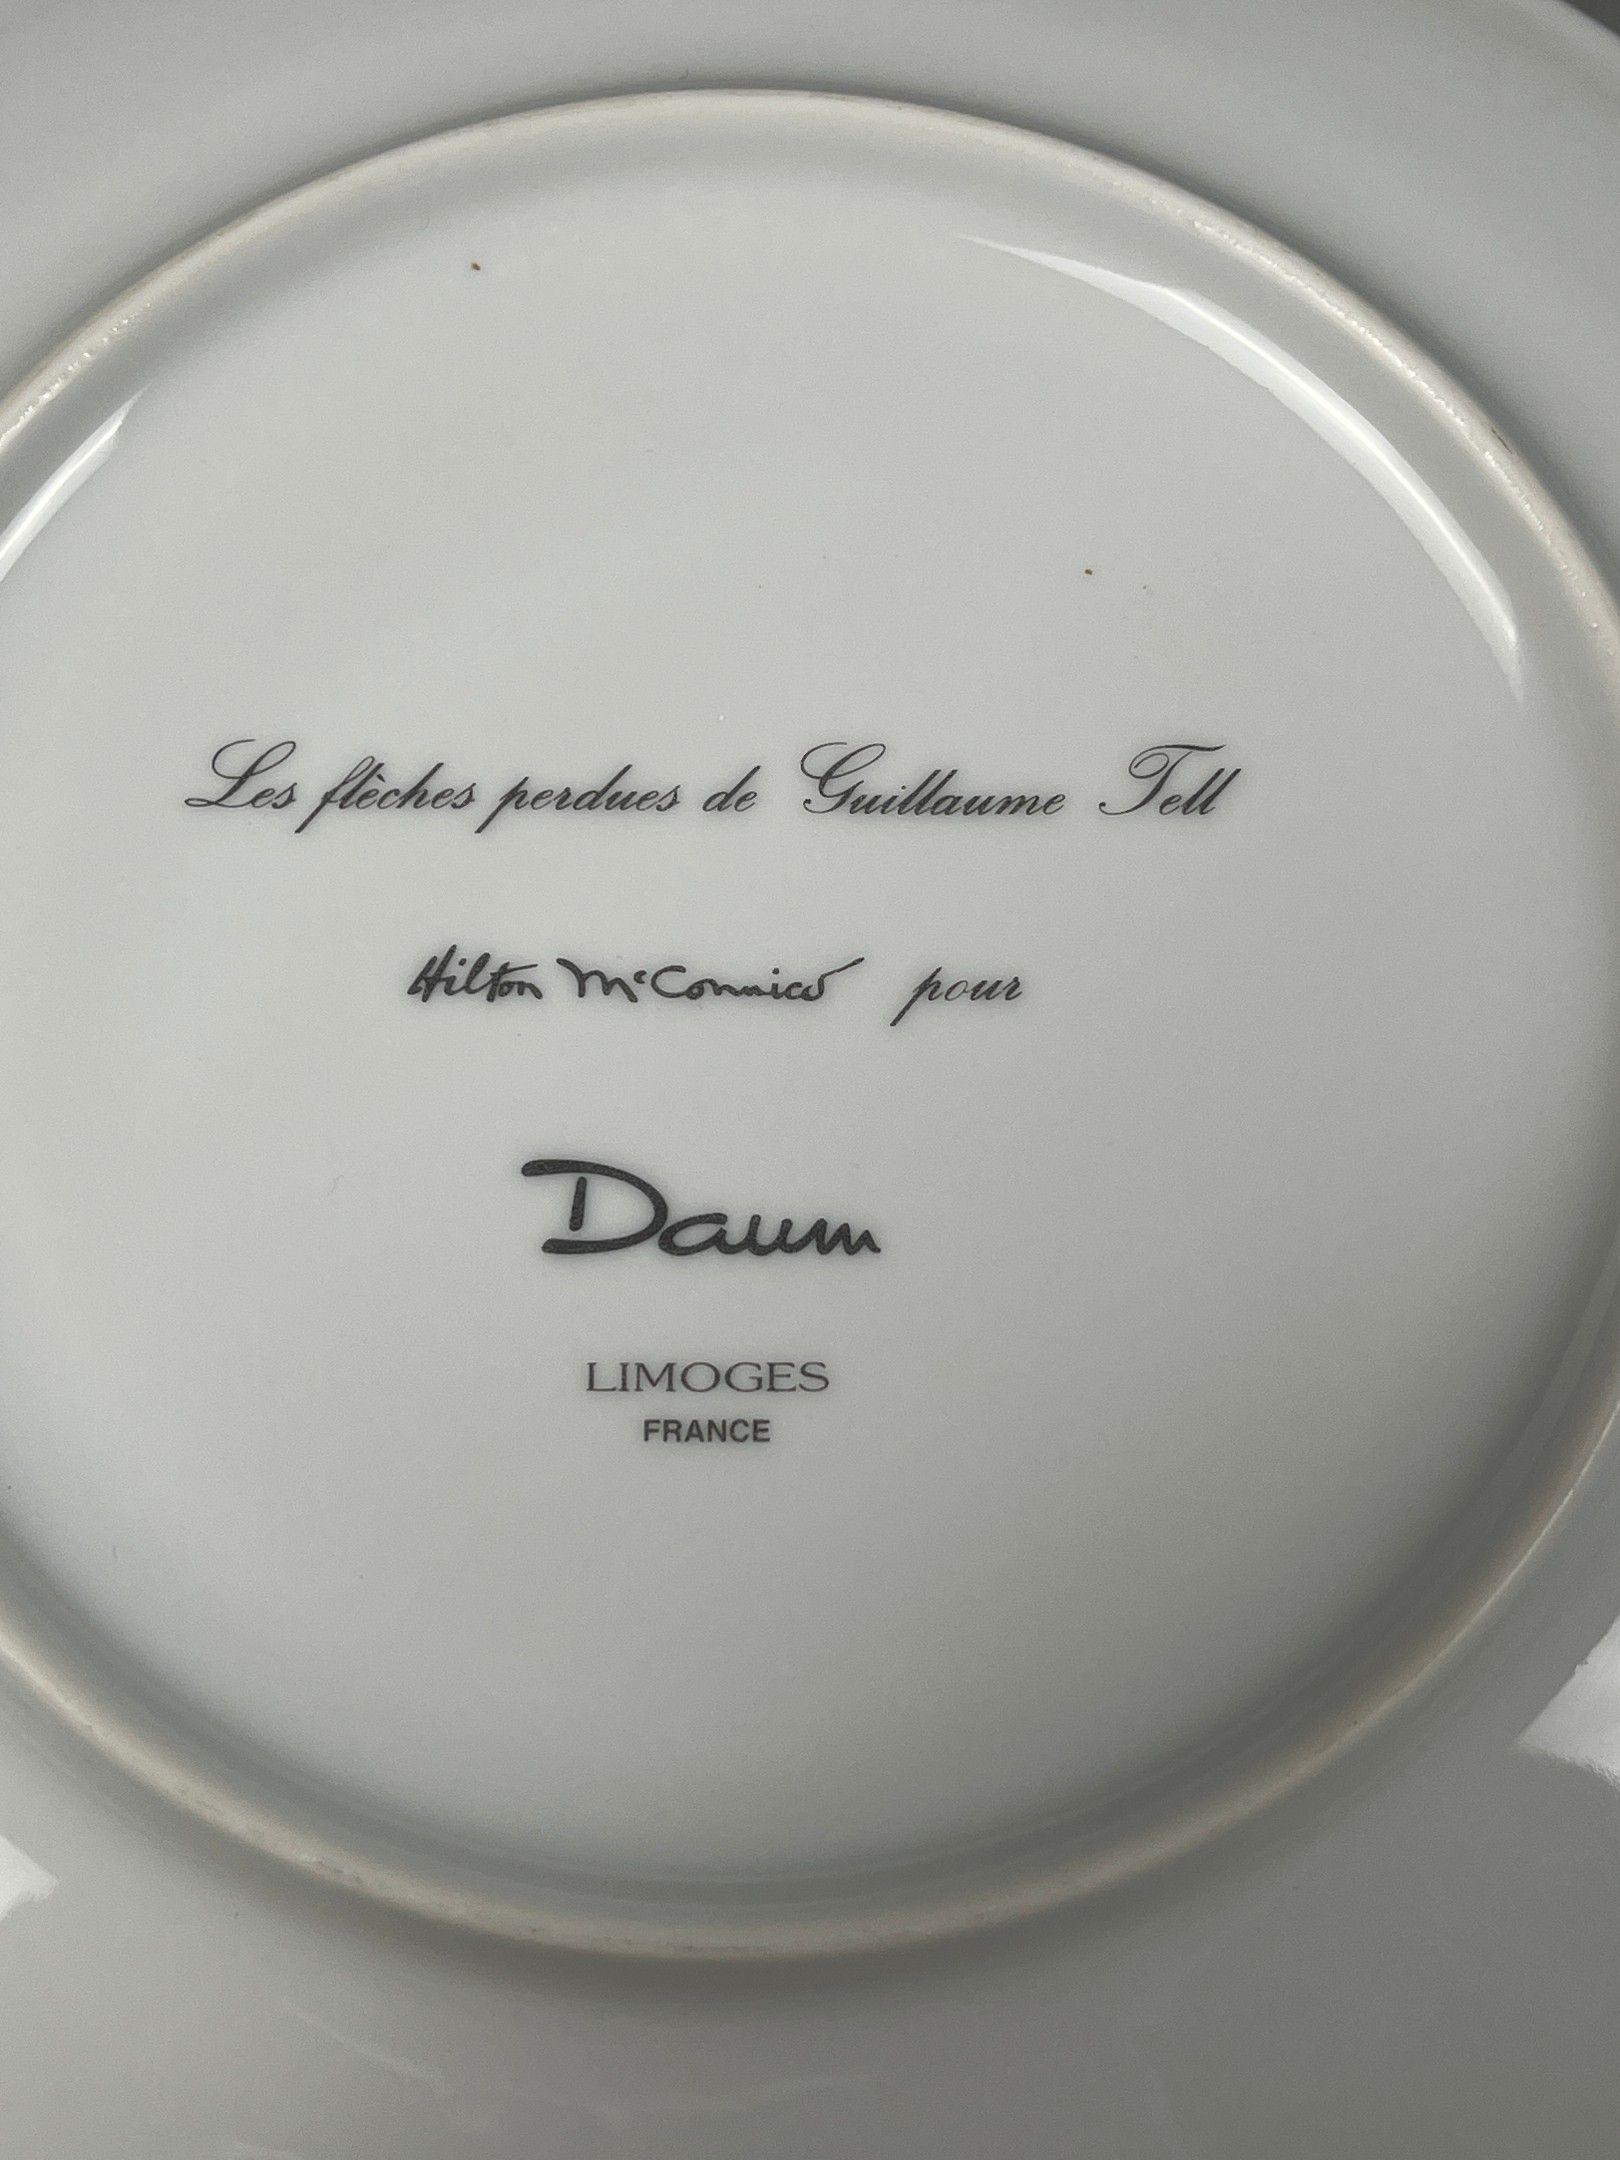 Les flèches perdues de Guillaume Tell
Hilton McConnico pour
Daum
LIMOGES
FRANCE